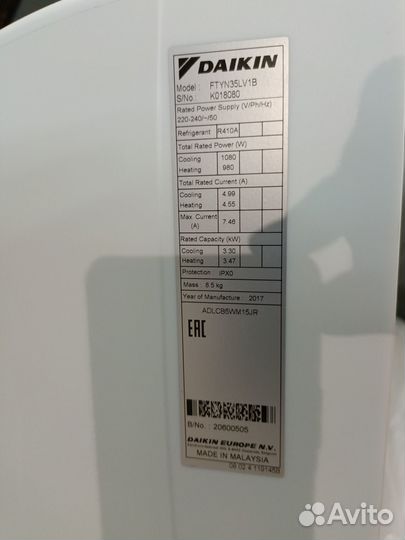 DAIKIN
Model : FTYN35LV1B
S/No : K018080
Rated Power Supply (V/Ph/Hz)
220-240/~/50
Refrigerant R410A
Total Rated Power (W)
Cooling 1080
Heating 980
Total Rated Current (A)
Cooling 4.99
Heating 4.55
Max. Current (A) 7.46
Rated Capacity (kW)
Cooling 3.30
Heating 3.47
Protection : IPX0
Mass : 8.5 kg
Year of Manufacture : 2017
ADLCB5WM15JR
EAC
B/No. : 20600505
DAIKIN EUROPE N.V.
MADE IN MALAYSIA
Avito